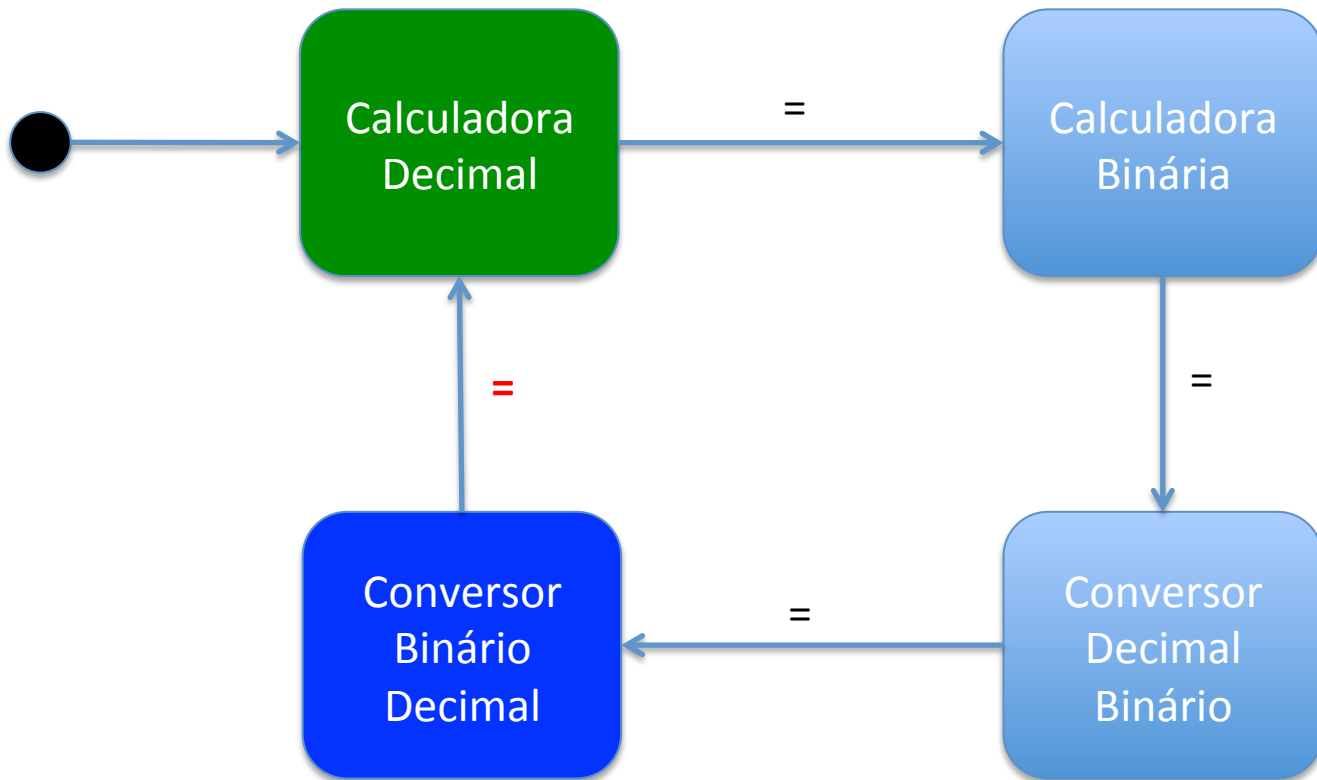 Calculadora
Decimal
=
Calculadora
Binária
=
=
Conversor
Binário
Decimal
=
Conversor
Decimal
Binário